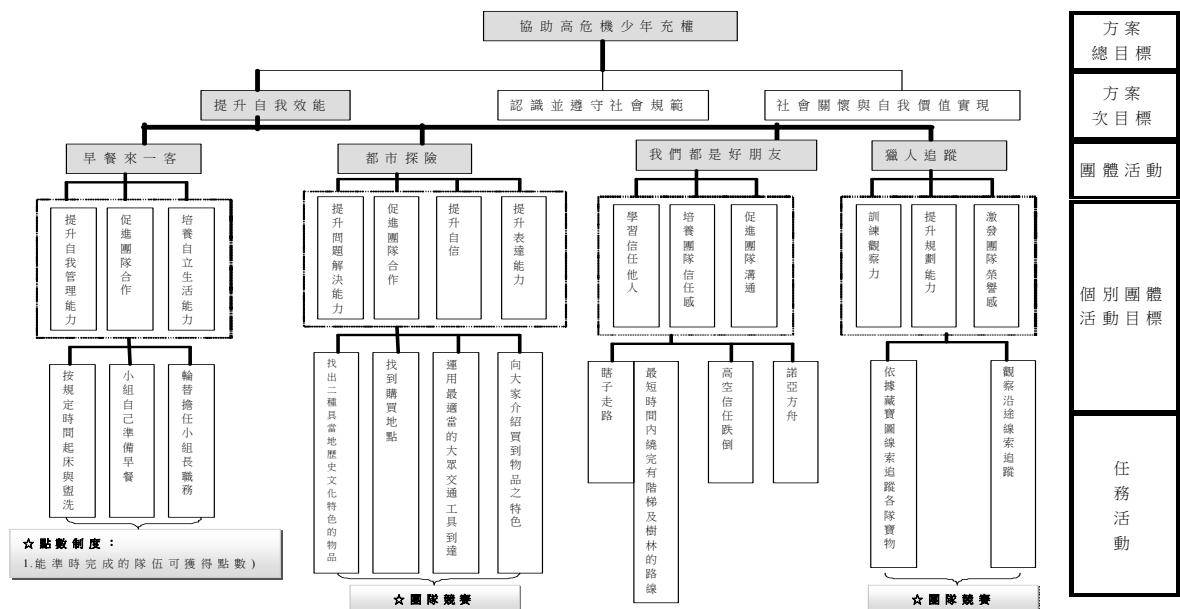 協助高危機少年充權
方案
總目標
提升自我效能
認識並遵守社會規範
社會關懷與自我價值實現
方案
次目標
早餐來一客
都市探險
我們都是好朋友
獵人追蹤
團體活動
提升自我管理能力
促進團隊合作
培養自立生活能力
提升問題解決能力
促進團隊合作
提升自信
提升表達能力
學習信任他人
培養團隊信任感
促進團隊溝通
訓練觀察力
提升規劃能力
激發團隊榮譽感
個別團體
活動目標
按規定時間起床與盥洗
小組自己準備早餐
輪替擔任小組長職務
找出二種具當地歷史文化特色的物品
找到購買地點
運用最適當的大眾交通工具到達
向大家介紹買到物品之特色
瞎子走路
最短時間內繞完有階梯及樹林的路線
高空信任跌倒
諾亞方舟
依據藏寶圖線索追蹤各隊寶物
觀察沿途線索追蹤
任務活動
☆點數制度：
1.能準時完成的隊伍可獲得點數)
☆團隊競賽
☆團隊競賽